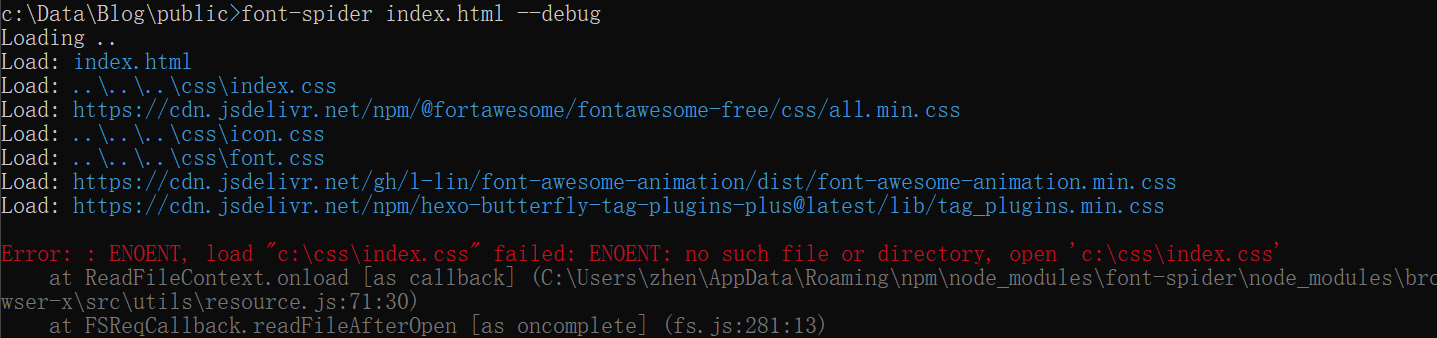 c:\Data\Blog\public>font-spider index.html --debug
Loading ..
Load: index.html
Load: ..\..\..\css\index.css
Load: https://cdn.jsdelivr.net/npm/@fortawesome/fontawesome-free/css/all.min.css
Load: ..\..\..\css\icon.css
Load: ..\..\..\css\font.css
Load: https://cdn.jsdelivr.net/gh/l-lin/font-awesome-animation/dist/font-awesome-animation.min.css
Load: https://cdn.jsdelivr.net/npm/hexo-butterfly-tag-plugins-plus@latest/lib/tag_plugins.min.css
Error: : ENOENT, load "c:\css\index.css" failed: ENOENT: no such file or directory, open 'c:\css\index.css'
at ReadFileContext.onload [as callback] (C:\Users\zhen\AppData\Roaming\npm\node_modules\font-spider\node_modules\bro
wser-x\src\utils\resource.js:71:30)
at FSReqCallback.readFileAfterOpen [as oncomplete] (fs.js:281:13)